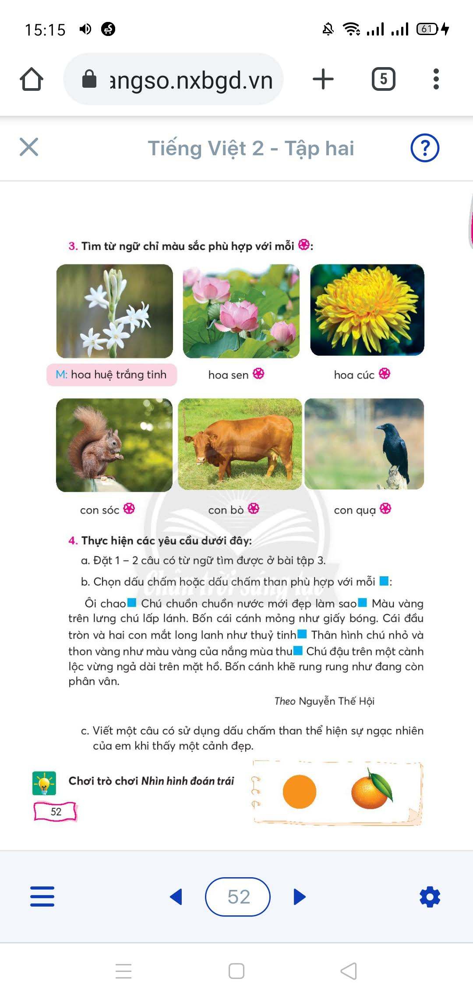 15:15
61
angso.nxbgd.vn
5
Tiếng Việt 2 - Tập hai
?
3. Tìm từ ngữ chỉ màu sắc phù hợp với mỗi :
M: hoa huệ trắng tinh
hoa sen
hoa cúc
con sóc
con bò
con quạ
4. Thực hiện các yêu cầu dưới đây:
a. Đặt 1 – 2 câu có từ ngữ tìm được ở bài tập 3.
Chân trời sáng tạo
b. Chọn dấu chấm hoặc dấu chấm than phù hợp với mỗi :
Ôi chao Chú chuồn chuồn nước mới đẹp làm sao Màu vàng
trên lưng chú lấp lánh. Bốn cái cánh mỏng như giấy bóng. Cái đầu
tròn và hai con mắt long lanh như thuỷ tinh Thân hình chú nhỏ và
thon vàng như màu vàng của nắng mùa thu Chú đậu trên một cành
lộc vừng ngả dài trên mặt hồ. Bốn cánh khẽ rung rung như đang còn
phân vân.
Theo Nguyễn Thế Hội
c. Viết một câu có sử dụng dấu chấm than thể hiện sự ngạc nhiên
của em khi thấy một cảnh đẹp.
Chơi trò chơi Nhìn hình đoán trái
52
52